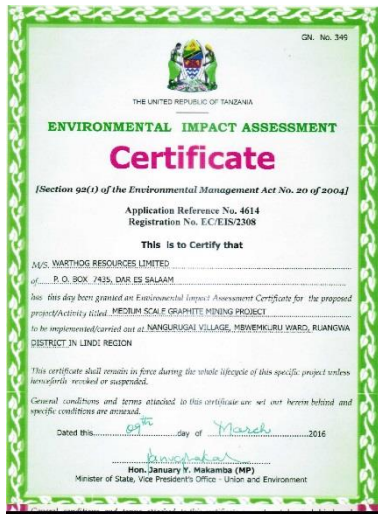 GN. No. 349
THE UNITED REPUBLIC OF TANZANIA
ENVIRONMENTAL IMPACT ASSESSMENT
Certificate
[Section 92(1) of the Environmental Management Act No. 20 of 2004]
Application Reference No. 4614
Registration No. EC/EIS/2308
This is to Certify that
M/S. WARTHOG RESOURCES LIMITED
of P. O. BOX 7435, DAR ES SALAAM
has this day been granted an Environmental Impact Assessment Certificate for the proposed
project/Activity titled MEDIUM SCALE GRAPHITE MINING PROJECT
to be implemented/carried out at NANGURUGAI VILLAGE, MBWEMKURU WARD, RUANGWA
DISTRICT IN LINDI REGION
This certificate shall remain in force during the whole lifecycle of this specific project unless
henceforth revoked or suspended.
General conditions and terms attached to this certificate are set out herein behind and
specific conditions are annexed.
Dated this 09th day of March 2016
Hon. January Y. Makamba (MP)
Minister of State, Vice President's Office - Union and Environment